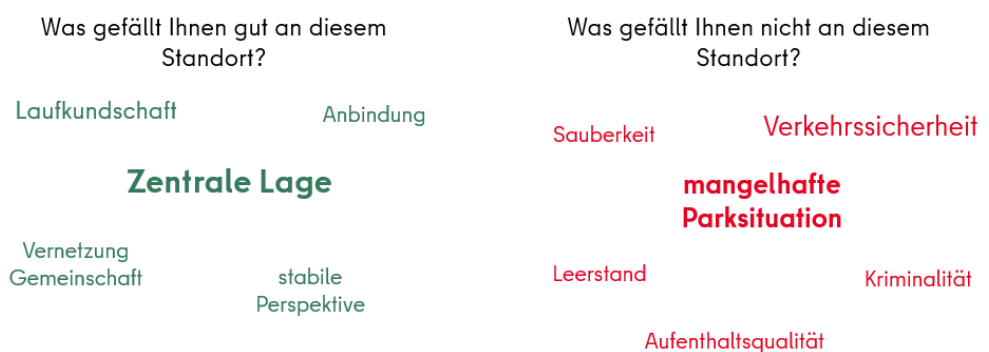 Was gefällt Ihnen gut an diesem
Standort?
Laufkundschaft
Anbindung
Zentrale Lage
Vernetzung
Gemeinschaft
stabile
Perspektive
Was gefällt Ihnen nicht an diesem
Standort?
Sauberkeit
Verkehrssicherheit
mangelhafte
Parksituation
Leerstand
Kriminalität
Aufenthaltsqualität